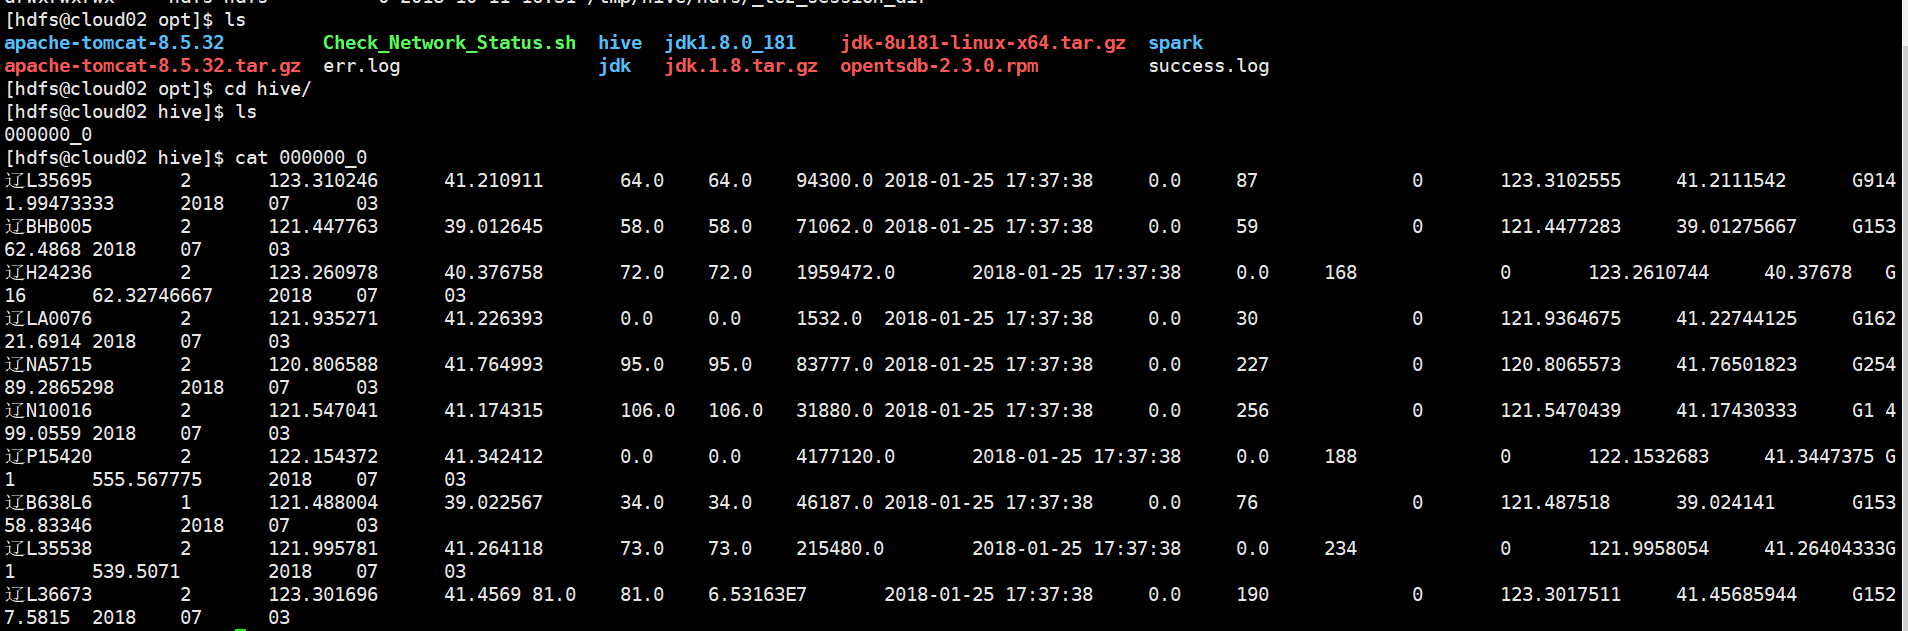 [hdfs@cloud02 opt]$ ls
apache-tomcat-8.5.32 Check_Network_Status.sh hive jdk1.8.0_181 jdk-8u181-linux-x64.tar.gz spark
apache-tomcat-8.5.32.tar.gz err.log jdk jdk.1.8.tar.gz opentsdb-2.3.0.rpm success.log
[hdfs@cloud02 opt]$ cd hive/
[hdfs@cloud02 hive]$ ls
000000_0
[hdfs@cloud02 hive]$ cat 000000_0
辽L35695 2 123.310246 41.210911 64.0 64.0 94300.0 2018-01-25 17:37:38 0.0 87 0 123.3102555 41.2111542 G914
1.99473333 2018 07 03
辽BHB005 2 121.447763 39.012645 58.0 58.0 71062.0 2018-01-25 17:37:38 0.0 59 0 121.4477283 39.01275667 G153
62.4868 2018 07 03
辽H24236 2 123.260978 40.376758 72.0 72.0 1959472.0 2018-01-25 17:37:38 0.0 168 0 123.2610744 40.37678 G
16 62.32746667 2018 07 03
辽LA0076 2 121.935271 41.226393 0.0 0.0 1532.0 2018-01-25 17:37:38 0.0 30 0 121.9364675 41.22744125 G162
21.6914 2018 07 03
辽NA5715 2 120.806588 41.764993 95.0 95.0 83777.0 2018-01-25 17:37:38 0.0 227 0 120.8065573 41.76501823 G254
89.2865298 2018 07 03
辽N10016 2 121.547041 41.174315 106.0 106.0 31880.0 2018-01-25 17:37:38 0.0 256 0 121.5470439 41.17430333 G1 4
99.0559 2018 07 03
辽P15420 2 122.154372 41.342412 0.0 0.0 4177120.0 2018-01-25 17:37:38 0.0 188 0 122.1532683 41.3447375 G
1 555.567775 2018 07 03
辽B638L6 1 121.488004 39.022567 34.0 34.0 46187.0 2018-01-25 17:37:38 0.0 76 0 121.487518 39.024141 G153
58.83346 2018 07 03
辽L35538 2 121.995781 41.264118 73.0 73.0 215480.0 2018-01-25 17:37:38 0.0 234 0 121.9958054 41.26404333G
1 539.5071 2018 07 03
辽L36673 2 123.301696 41.4569 81.0 81.0 6.53163E7 2018-01-25 17:37:38 0.0 190 0 123.3017511 41.45685944 G152
7.5815 2018 07 03